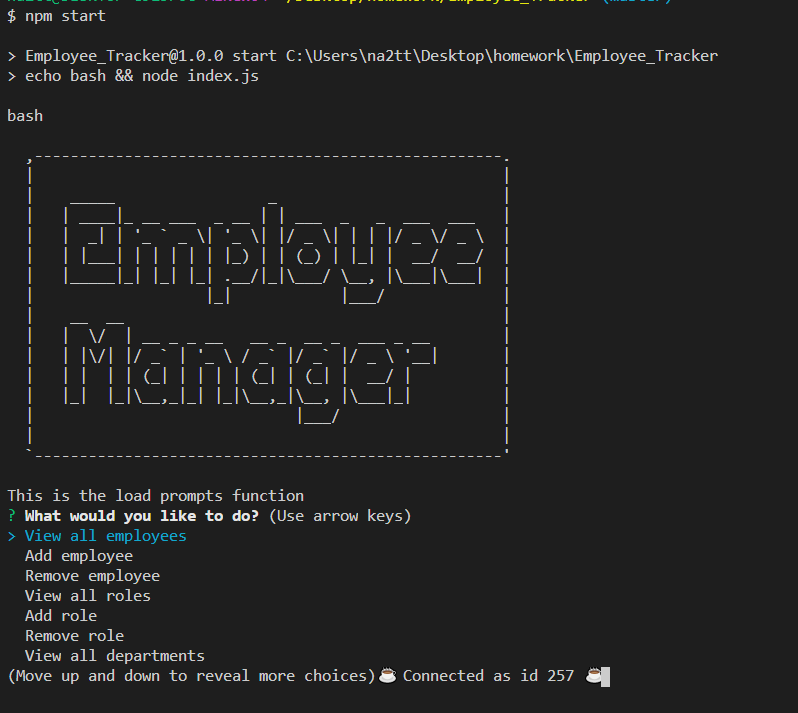 $ npm start
> Employee_Tracker@1.0.0 start C:\Users\na2tt\Desktop\homework\Employee_Tracker
> echo bash && node index.js
bash
Employee
Manager
This is the load prompts function
? What would you like to do? (Use arrow keys)
> View all employees
Add employee
Remove employee
View all roles
Add role
Remove role
View all departments
(Move up and down to reveal more choices)☕ Connected as id 257 ☕